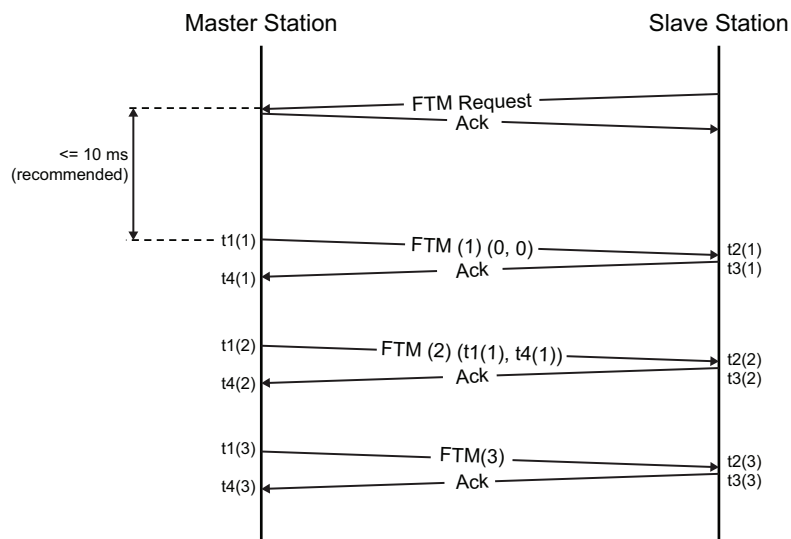 Master Station
Slave Station
FTM Request
Ack
<= 10 ms
(recommended)
t1(1)
FTM (1) (0, 0)
t2(1)
Ack
t3(1)
t4(1)
t1(2)
FTM (2) (t1(1), t4(1))
t2(2)
Ack
t3(2)
t4(2)
t1(3)
FTM(3)
t2(3)
Ack
t3(3)
t4(3)